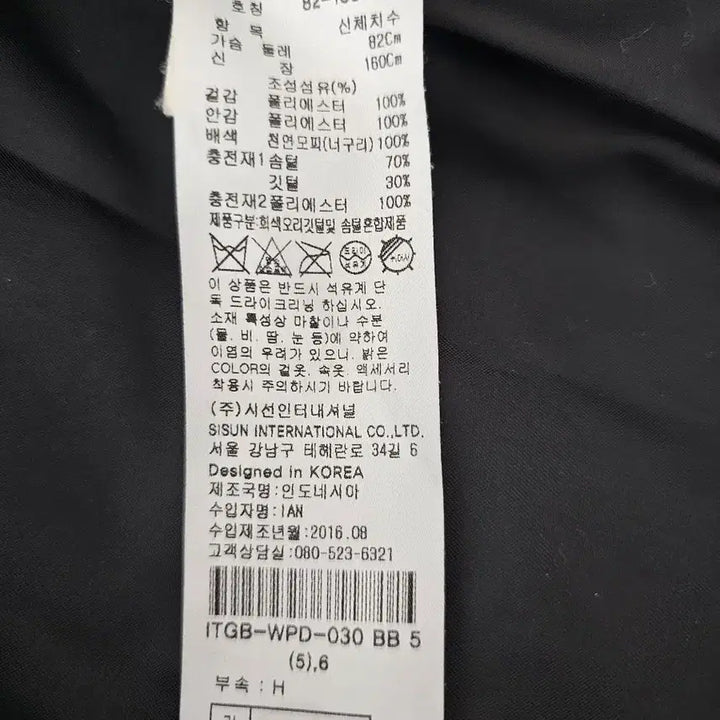 호칭 82-160
항 목 신체치수
가슴 둘레 82Cm
신 장 160Cm
조성섬유(%)
겉감 폴리에스터 100%
안감 폴리에스터 100%
배색 천연모피(너구리) 100%
충전재1 솜털 70%
깃털 30%
충전재2 폴리에스터 100%
제품구분:회색오리깃털및 솜털혼합제품
드라이
석유계
이 상품은 반드시 석유계 단
독 드라이크리닝 하십시오.
소재 특성상 마찰이나 수분
(물, 비, 땀, 눈 등)에 약하여
이염의 우려가 있으니, 밝은
COLOR의 겉옷, 속옷, 액세서리
착용시 주의하시기 바랍니다.
(주)시선인터내셔널
SISUN INTERNATIONAL CO.,LTD.
서울 강남구 테헤란로 34길 6
Designed in KOREA
제조국명:인도네시아
수입자명:IAN
수입제조년월:2016.08
고객상담실:080-523-6321
ITGB-WPD-030 BB 5
(5),6
부속 : H